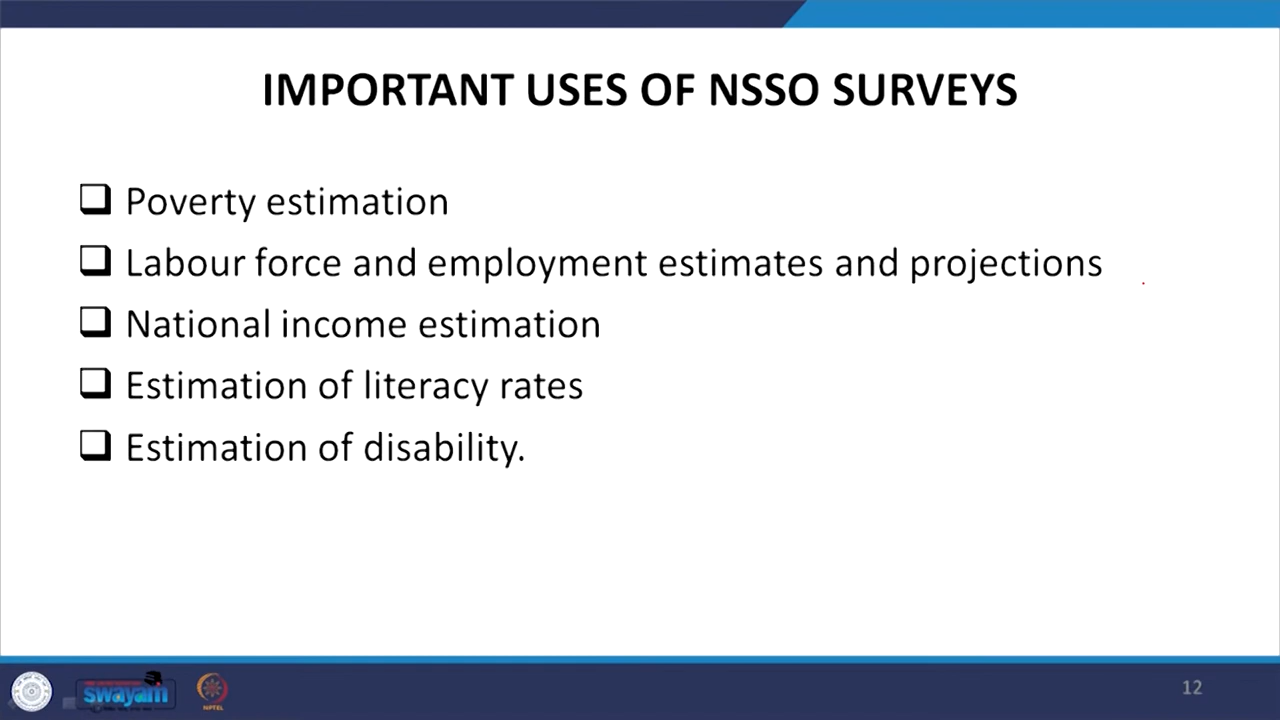 IMPORTANT USES OF NSSO SURVEYS
Poverty estimation
Labour force and employment estimates and projections
National income estimation
Estimation of literacy rates
Estimation of disability.
swayam
NPTEL
12